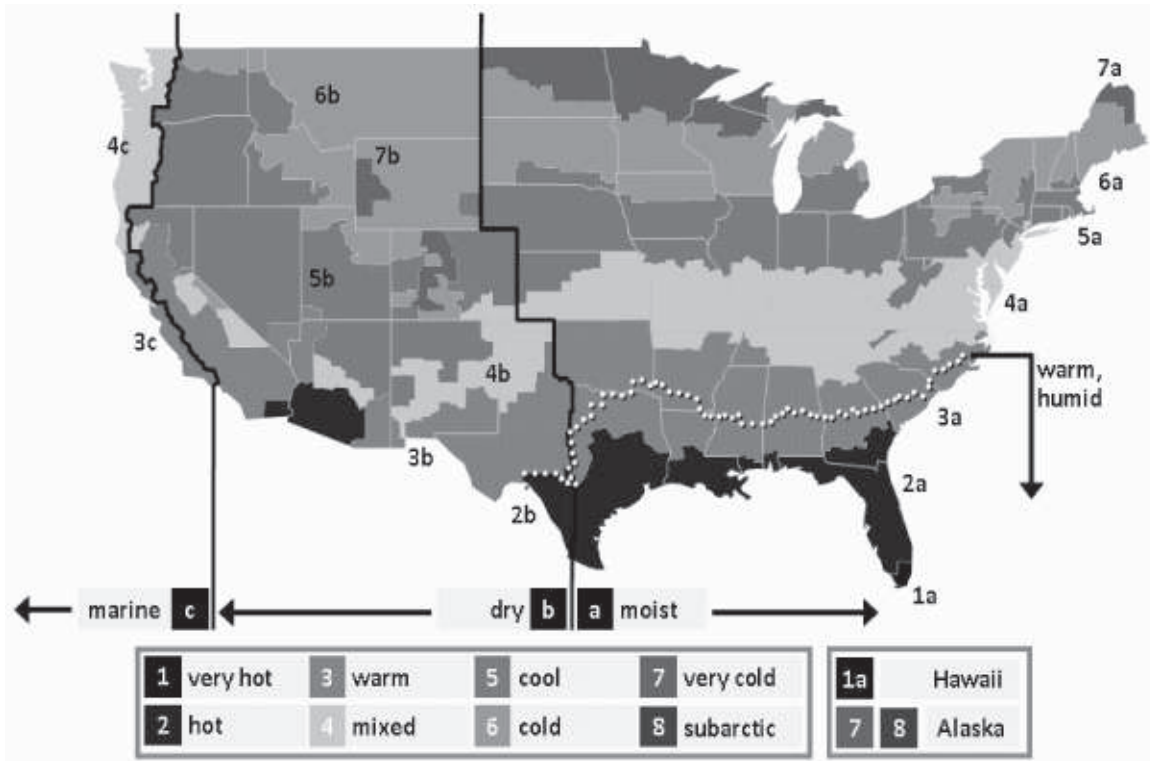 7a
6b
4c
7b
6a
5a
5b
4a
3c
4b
warm,
humid
3a
3b
2a
2b
1a
marine c
dry b a moist
1 very hot 3 warm 5 cool 7 very cold
2 hot 4 mixed 6 cold 8 subarctic
1a Hawaii
7 8 Alaska